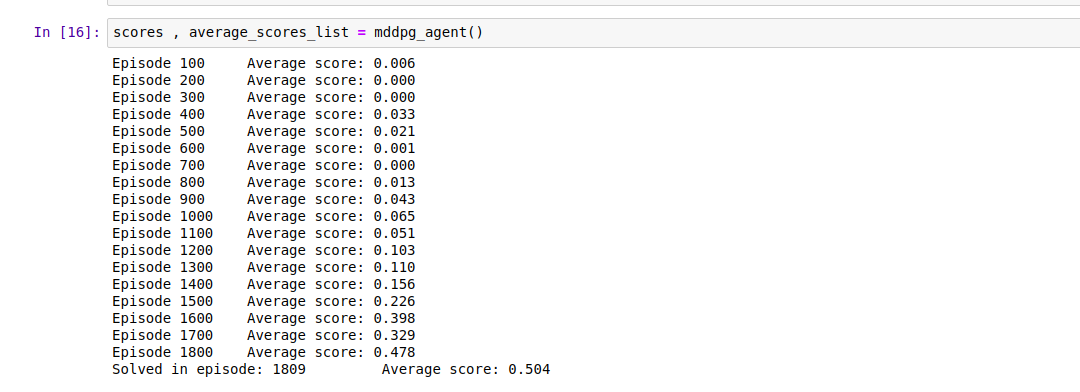 In [16]: scores , average_scores_list = mddpg_agent()
Episode 100 Average score: 0.006
Episode 200 Average score: 0.000
Episode 300 Average score: 0.000
Episode 400 Average score: 0.033
Episode 500 Average score: 0.021
Episode 600 Average score: 0.001
Episode 700 Average score: 0.000
Episode 800 Average score: 0.013
Episode 900 Average score: 0.043
Episode 1000 Average score: 0.065
Episode 1100 Average score: 0.051
Episode 1200 Average score: 0.103
Episode 1300 Average score: 0.110
Episode 1400 Average score: 0.156
Episode 1500 Average score: 0.226
Episode 1600 Average score: 0.398
Episode 1700 Average score: 0.329
Episode 1800 Average score: 0.478
Solved in episode: 1809 Average score: 0.504